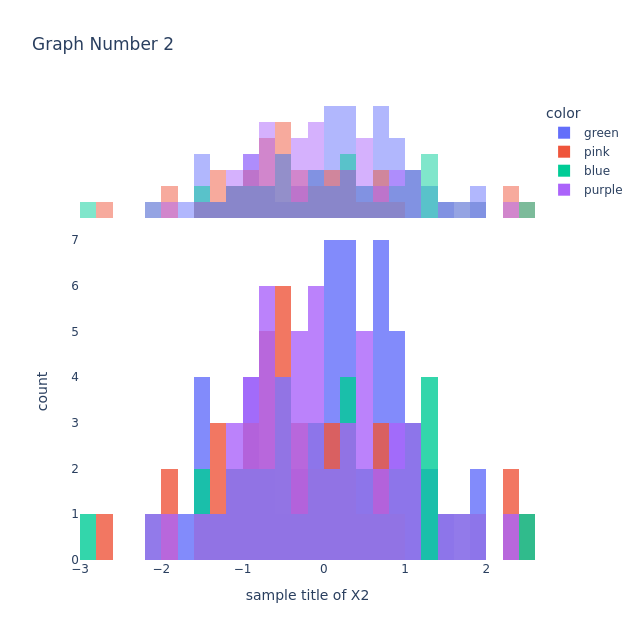 Graph Number 2
color
green
pink
blue
purple
7
6
5
4
3
2
1
0
count
−3
−2
−1
0
1
2
sample title of X2